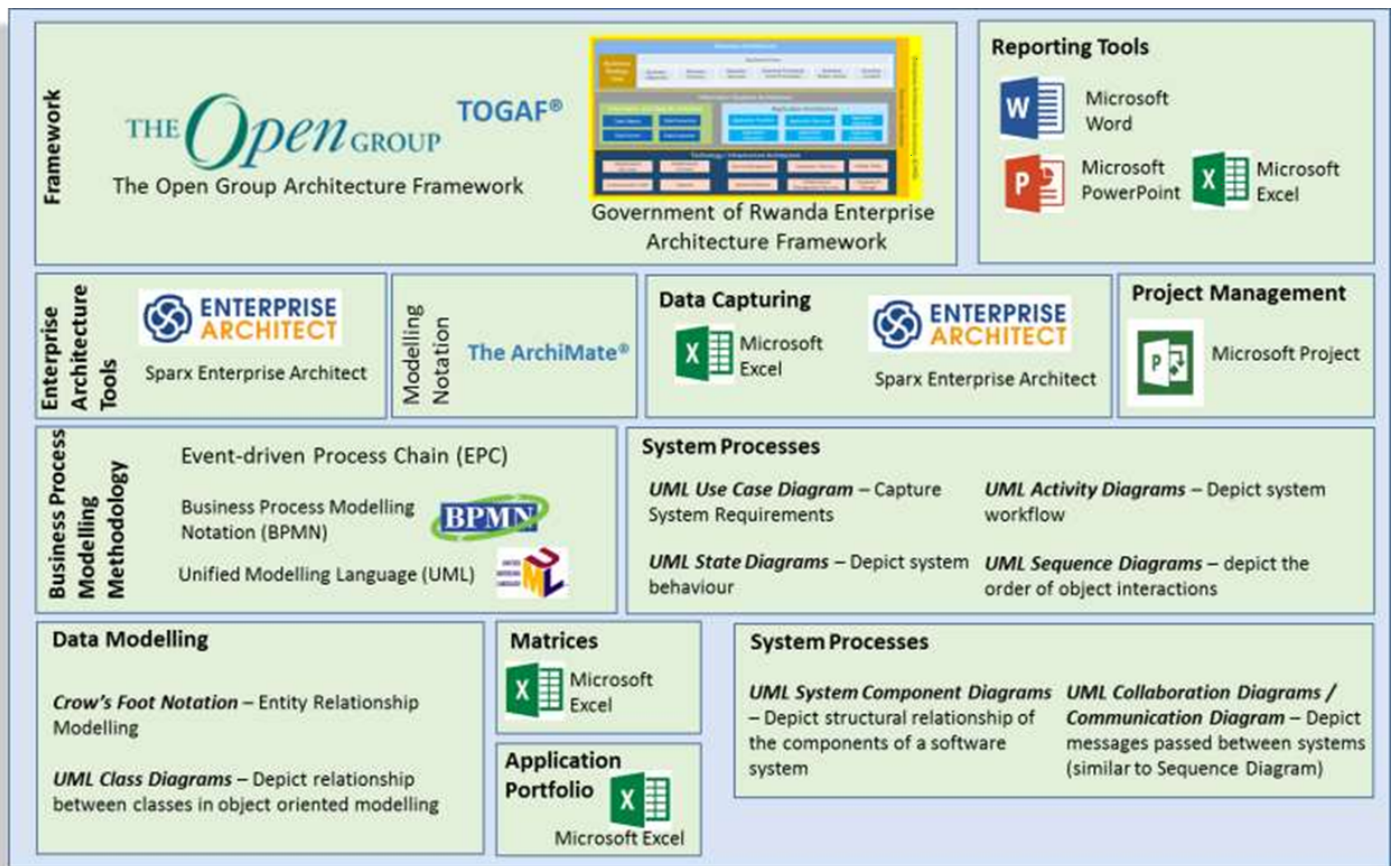 Framework
THE Open GROUP
TOGAF®
The Open Group Architecture Framework
Government of Rwanda Enterprise
Architecture Framework
Reporting Tools
W
Microsoft
Word
P
Microsoft
PowerPoint
X
Microsoft
Excel
Enterprise
Architecture
Tools
ENTERPRISE
ARCHITECT
Sparx Enterprise Architect
Modelling
Notation
The ArchiMate®
Data Capturing
X
Microsoft
Excel
ENTERPRISE
ARCHITECT
Sparx Enterprise Architect
Project Management
P
Microsoft Project
Business Process
Modelling
Methodology
Event-driven Process Chain (EPC)
Business Process Modelling
Notation (BPMN)
BPMN
Unified Modelling Language (UML)
UML
System Processes
UML Use Case Diagram – Capture
System Requirements
UML Activity Diagrams – Depict system
workflow
UML State Diagrams – Depict system
behaviour
UML Sequence Diagrams – depict the
order of object interactions
Data Modelling
Crow's Foot Notation – Entity Relationship
Modelling
UML Class Diagrams – Depict relationship
between classes in object oriented modelling
Matrices
X
Microsoft
Excel
Application
Portfolio
X
Microsoft Excel
System Processes
UML System Component Diagrams
– Depict structural relationship of
the components of a software
system
UML Collaboration Diagrams /
Communication Diagram – Depict
messages passed between systems
(similar to Sequence Diagram)